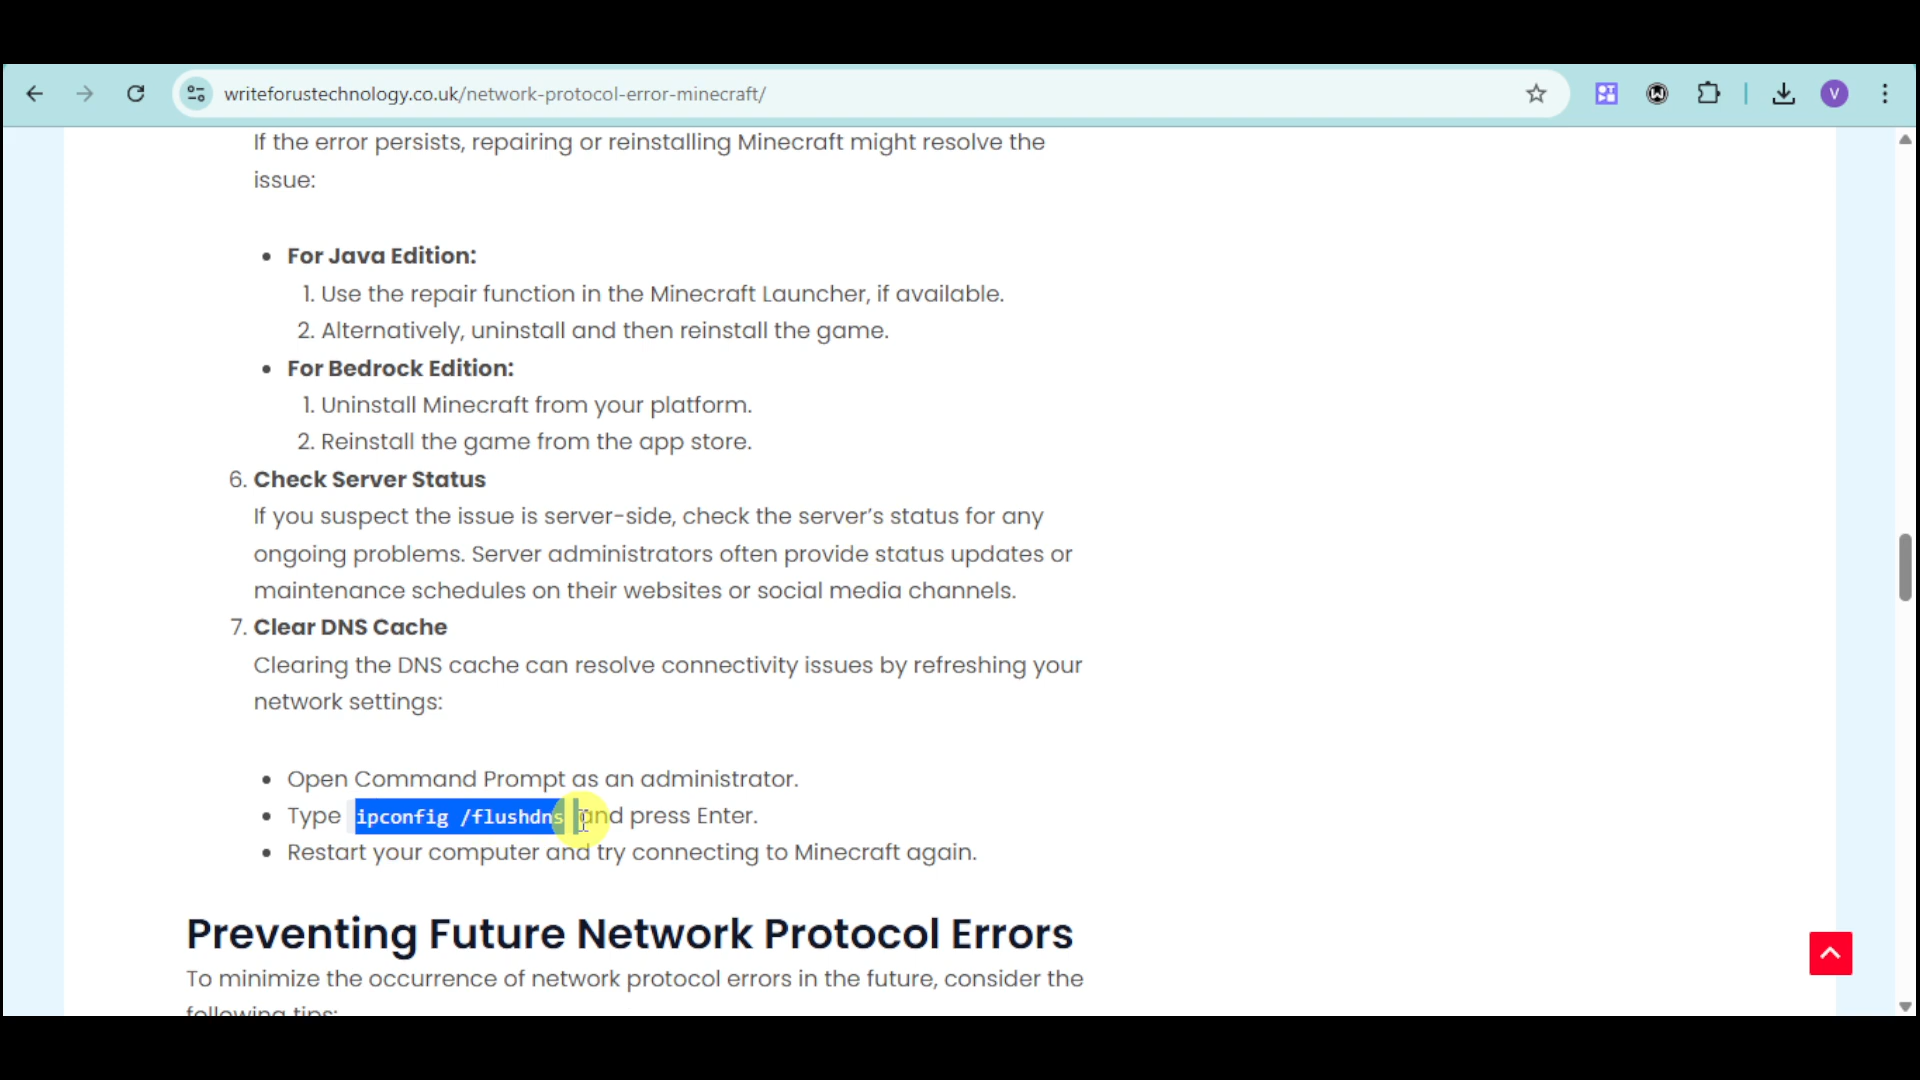 writeforustechnology.co.uk/network-protocol-error-minecraft/
V
If the error persists, repairing or reinstalling Minecraft might resolve the
issue:
• For Java Edition:
1. Use the repair function in the Minecraft Launcher, if available.
2. Alternatively, uninstall and then reinstall the game.
• For Bedrock Edition:
1. Uninstall Minecraft from your platform.
2. Reinstall the game from the app store.
6. Check Server Status
If you suspect the issue is server-side, check the server’s status for any
ongoing problems. Server administrators often provide status updates or
maintenance schedules on their websites or social media channels.
7. Clear DNS Cache
Clearing the DNS cache can resolve connectivity issues by refreshing your
network settings:
• Open Command Prompt as an administrator.
• Type ipconfig /flushdns and press Enter.
• Restart your computer and try connecting to Minecraft again.
Preventing Future Network Protocol Errors
To minimize the occurrence of network protocol errors in the future, consider the
following tips: